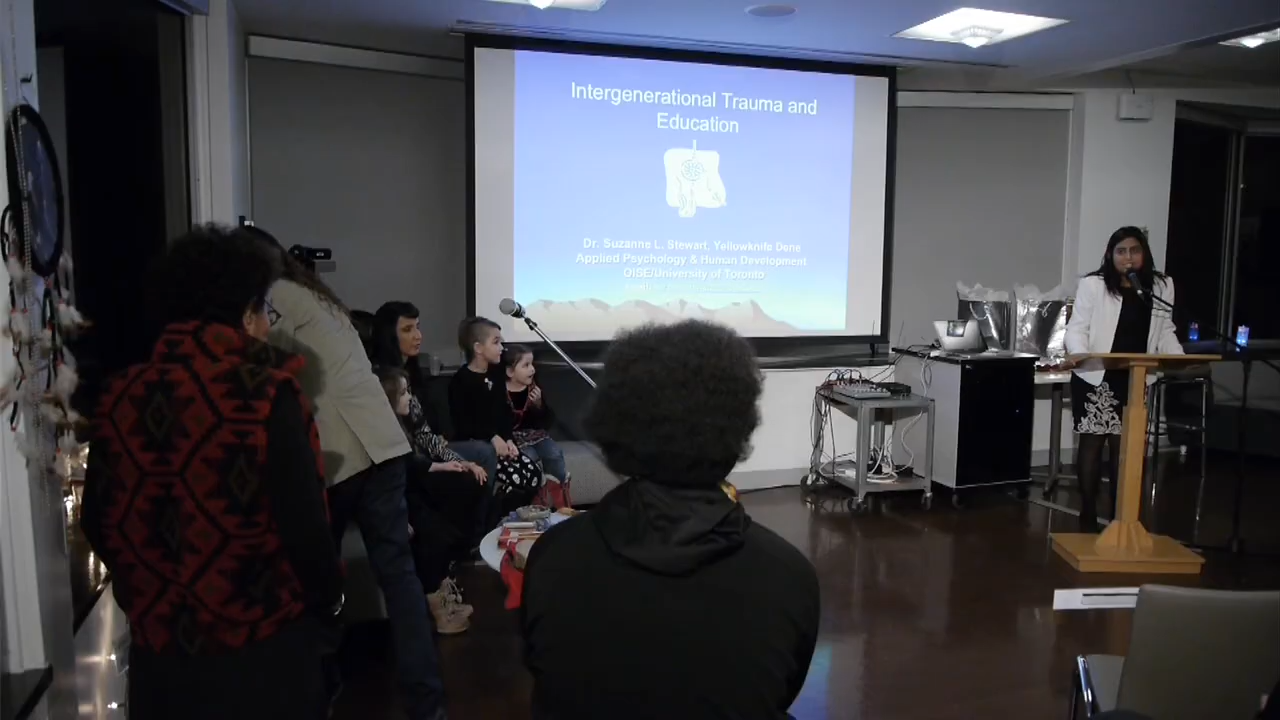 Intergenerational Trauma and
Education
Dr. Suzanne L. Stewart, Yellowknife Dene
Applied Psychology & Human Development
OISE/University of Toronto